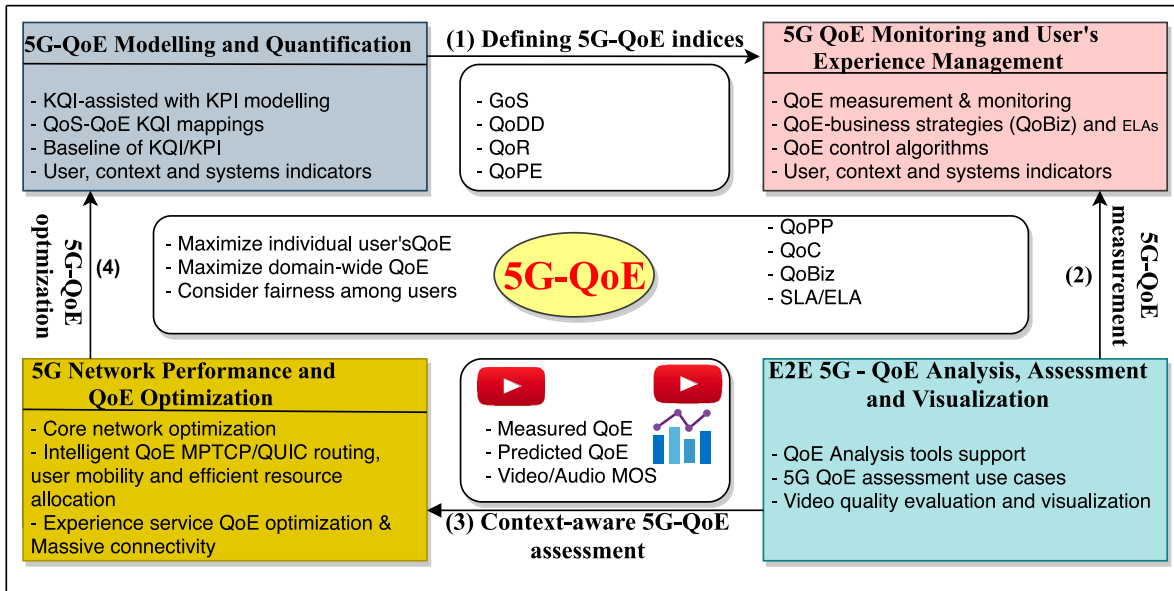 5G-QoE Modelling and Quantification
- KQI-assisted with KPI modelling
- QoS-QoE KQI mappings
- Baseline of KQI/KPI
- User, context and systems indicators
(1) Defining 5G-QoE indices
- GoS
- QoDD
- QoR
- QoPE
5G QoE Monitoring and User's
Experience Management
- QoE measurement & monitoring
- QoE-business strategies (QoBiz) and ELAs
- QoE control algorithms
- User, context and systems indicators
5G-QoE
optmization
(4)
- Maximize individual user'sQoE
- Maximize domain-wide QoE
- Consider fairness among users
5G-QoE
- QoPP
- QoC
- QoBiz
- SLA/ELA
(2)
5G-QoE
measurement
5G Network Performance and
QoE Optimization
- Core network optimization
- Intelligent QoE MPTCP/QUIC routing,
user mobility and efficient resource
allocation
- Experience service QoE optimization &
Massive connectivity
- Measured QoE
- Predicted QoE
- Video/Audio MOS
(3) Context-aware 5G-QoE
assessment
E2E 5G - QoE Analysis, Assessment
and Visualization
- QoE Analysis tools support
- 5G QoE assessment use cases
- Video quality evaluation and visualization